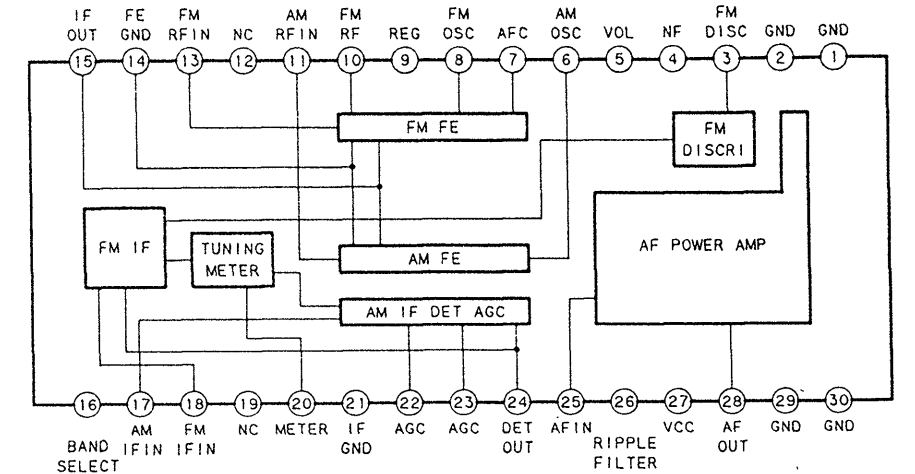 IF OUT
FE GND
FM RFIN
NC
AM RFIN
FM RF
REG
FM OSC
AFC
AM OSC
VOL
NF
FM DISC
GND
GND
15 14 13 12 11 10 9 8 7 6 5 4 3 2 1
FM FE
FM DISCRI
FM IF
TUNING METER
AM FE
AF POWER AMP
AM IF DET AGC
16 17 18 19 20 21 22 23 24 25 26 27 28 29 30
BAND SELECT
AM IFIN
FM IFIN
NC
METER
IF GND
AGC
AGC
DET OUT
AFIN
RIPPLE FILTER
VCC
AF OUT
GND
GND